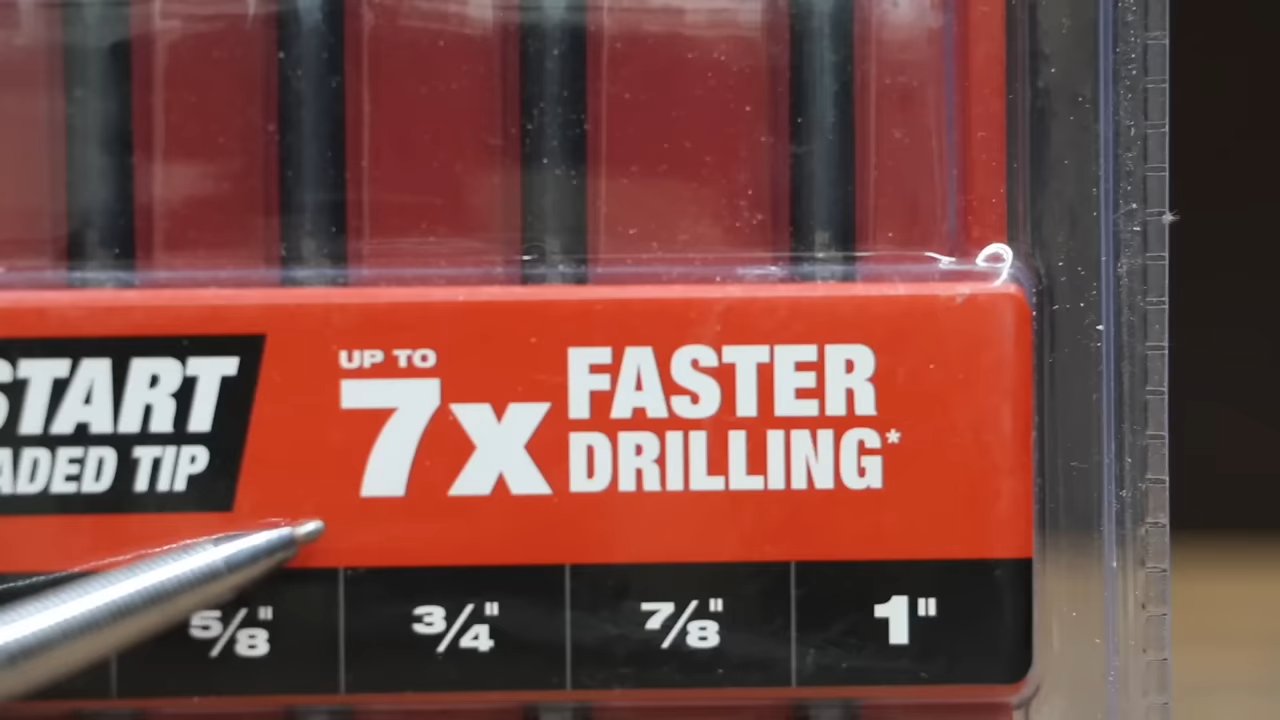 START
ADED TIP
UP TO
7x
FASTER
DRILLING*
5/8" 3/4" 7/8" 1"